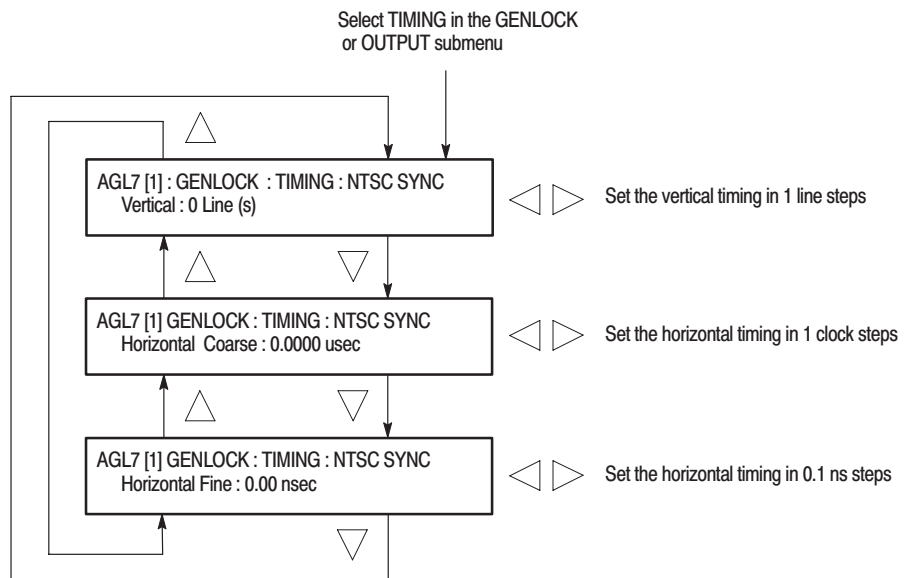 Select TIMING in the GENLOCK
or OUTPUT submenu
AGL7 [1] : GENLOCK : TIMING : NTSC SYNC
Vertical : 0 Line (s)
Set the vertical timing in 1 line steps
AGL7 [1] GENLOCK : TIMING : NTSC SYNC
Horizontal Coarse : 0.0000 usec
Set the horizontal timing in 1 clock steps
AGL7 [1] GENLOCK : TIMING : NTSC SYNC
Horizontal Fine : 0.00 nsec
Set the horizontal timing in 0.1 ns steps